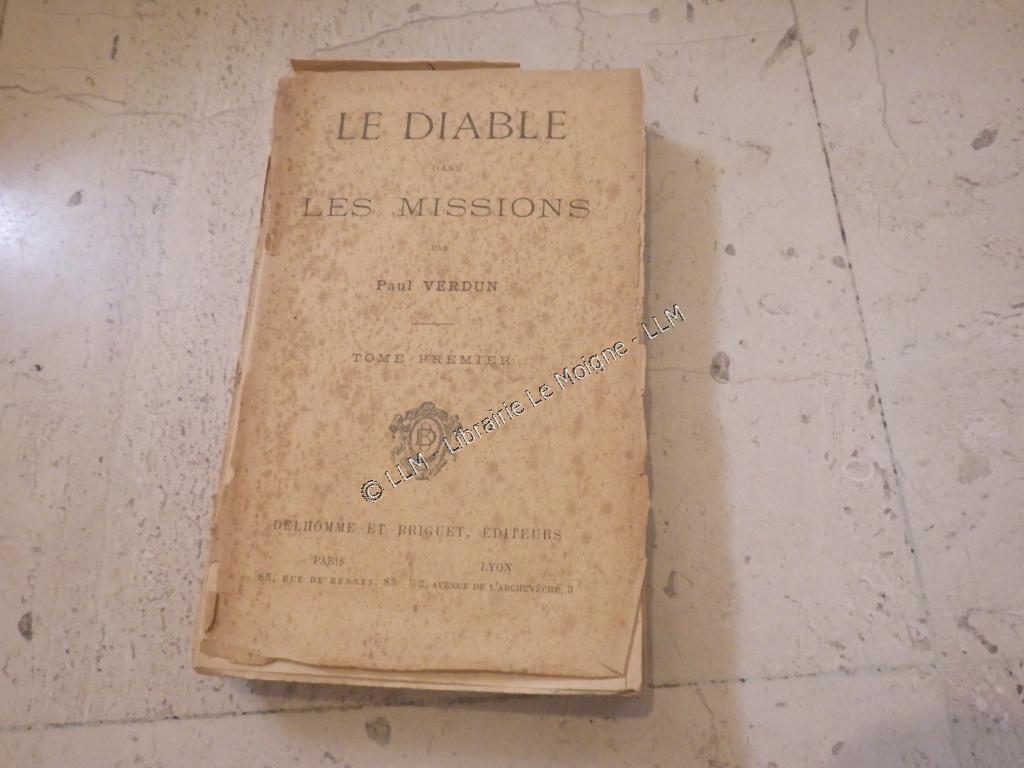 LE DIABLE
DANS
LES MISSIONS
PAR
Paul VERDUN
TOME PREMIER
© LLM - Librairie Le Moigne - LLM
DELHOMME ET BRIGUET, ÉDITEURS
PARIS
83, RUE DE RENNES, 83
LYON
3, AVENUE DE L'ARCHEVÊCHÉ, 3